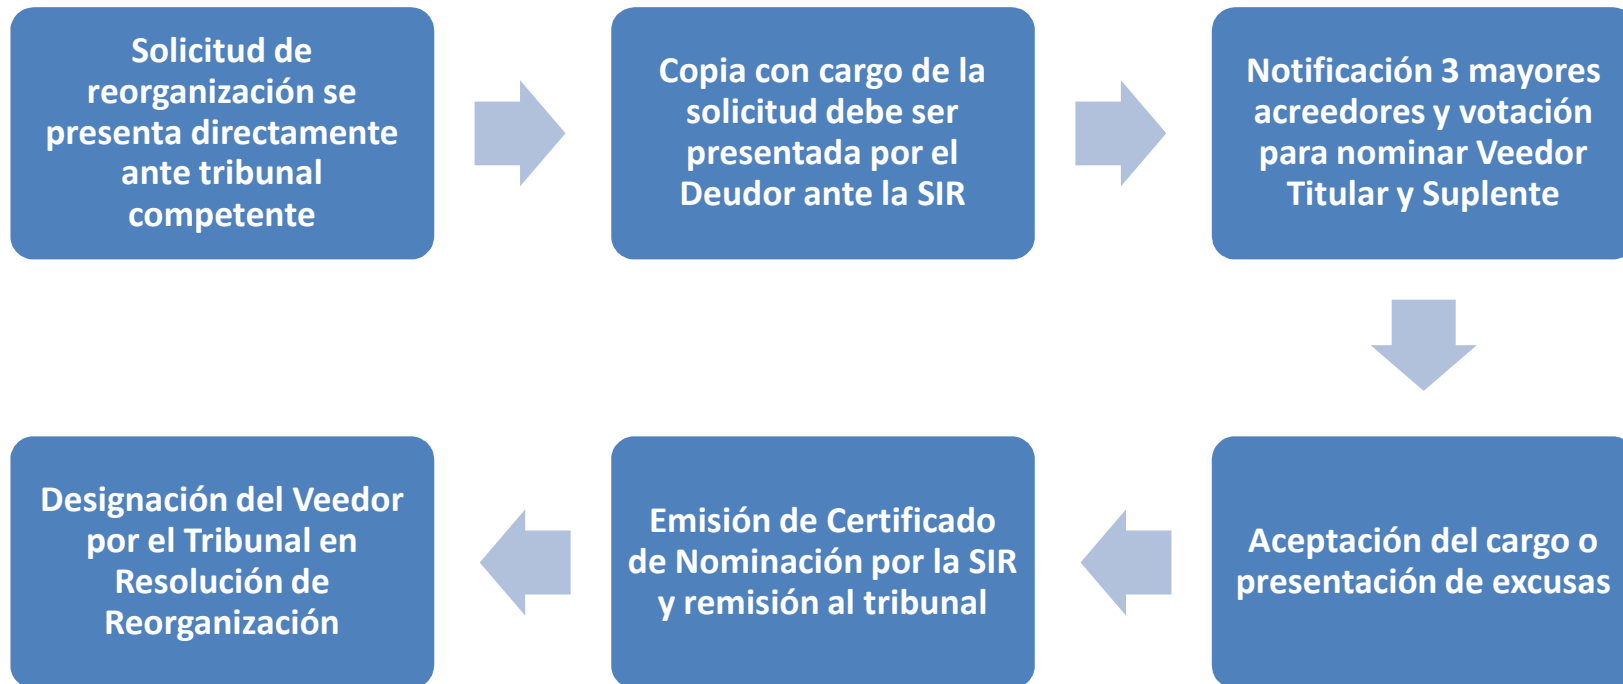 Solicitud de
reorganización se
presenta directamente
ante tribunal
competente
Copia con cargo de la
solicitud debe ser
presentada por el
Deudor ante la SIR
Notificación 3 mayores
acreedores y votación
para nominar Veedor
Titular y Suplente
Aceptación del cargo o
presentación de excusas
Emisión de Certificado
de Nominación por la SIR
y remisión al tribunal
Designación del Veedor
por el Tribunal en
Resolución de
Reorganización